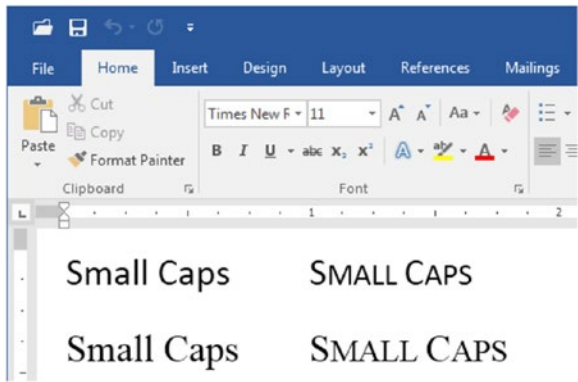 File Home Insert Design Layout References Mailings
Cut
Copy
Paste
Format Painter
Times New R 11 A A Aa
B I U abc X₂ X² A aby A
Clipboard Font
L 1 2
Small Caps SMALL CAPS
Small Caps SMALL CAPS